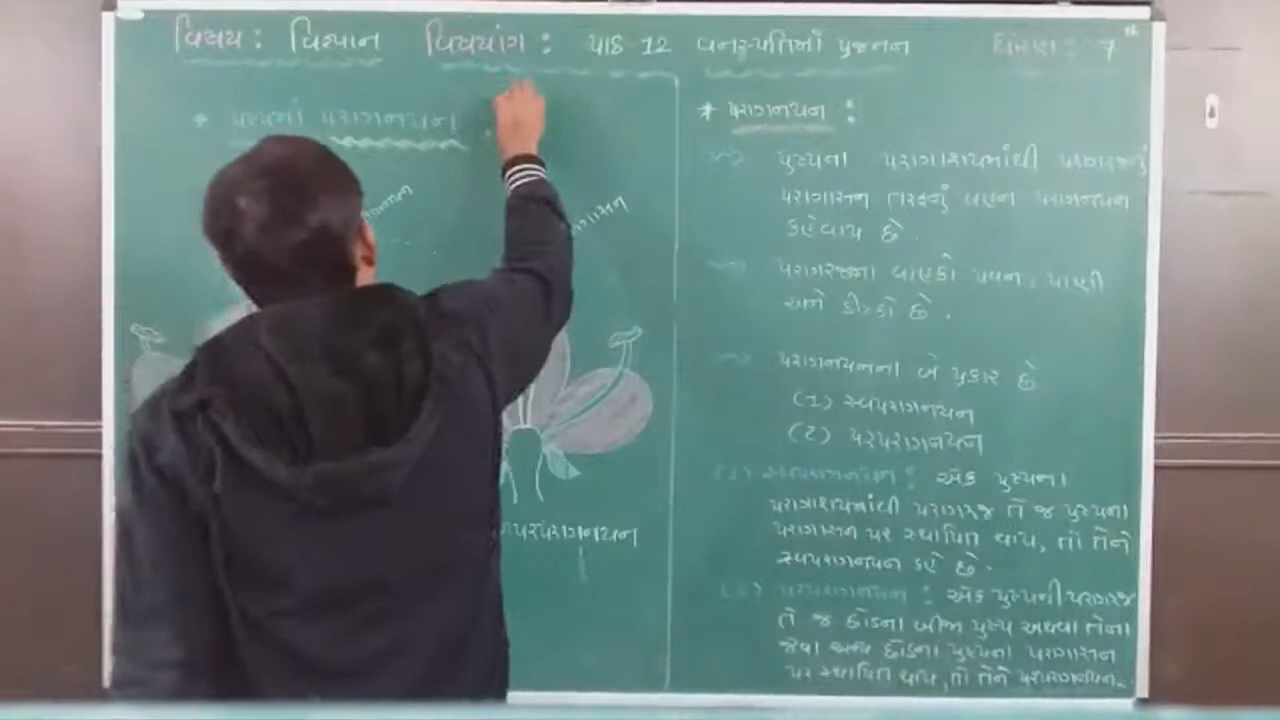 વિષય : વિજ્ઞાન વિષયાંગ : પાઠ-12 વનસ્પતિમાં પ્રજનન ધોરણ : 7th
* પુષ્પમાં પરાગનયન
પરાગાસન
પરપરાગનયન
* પરાગનયન :
પુષ્પના પરાગાશયમાંથી પરાગરજનું
પરાગાસન તરફનું વહન પરાગનયન
કહેવાય છે.
પરાગરજના વાહકો પવન, પાણી
અને કીટકો છે.
પરાગનયનના બે પ્રકાર છે
(1) સ્વપરાગનયન
(2) પરપરાગનયન
(1) સ્વપરાગનયન : એક પુષ્પના
પરાગાશયમાંથી પરાગરજ તે જ પુષ્પના
પરાગાસન પર સ્થાપિત થાય, તો તેને
સ્વપરાગનયન કહે છે.
(2) પરપરાગનયન : એક પુષ્પની પરાગરજ
તે જ છોડના બીજા પુષ્પ અથવા તેના
જેવા અન્ય છોડના પુષ્પના પરાગાસન
પર સ્થાપિત થાય, તો તેને પરપરાગનયન